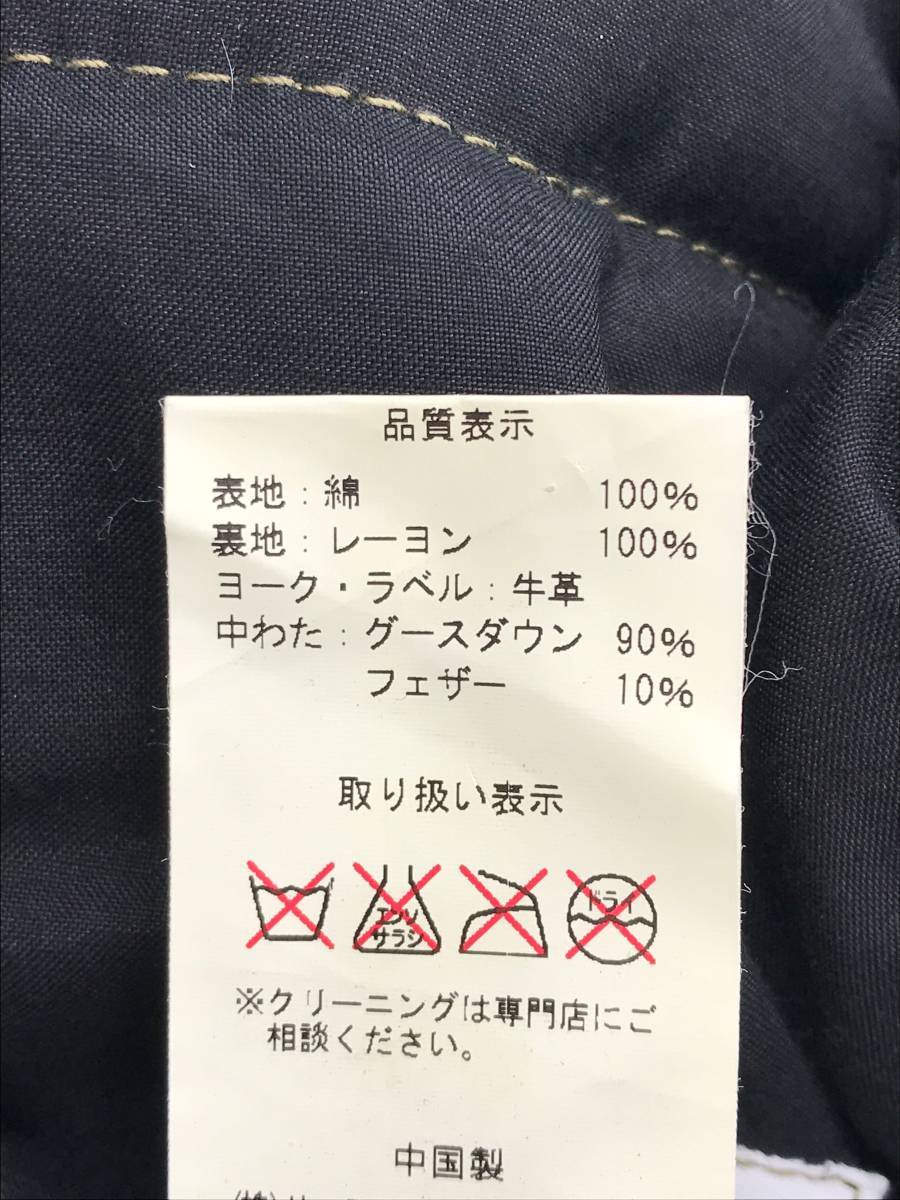 品質表示
表地：綿 100%
裏地：レーヨン 100%
ヨーク・ラベル：牛革
中わた：グースダウン 90%
フェザー 10%
取り扱い表示
エンソ
サラシ
ドライ
※クリーニングは専門店にご
相談ください。
中国製
(株)